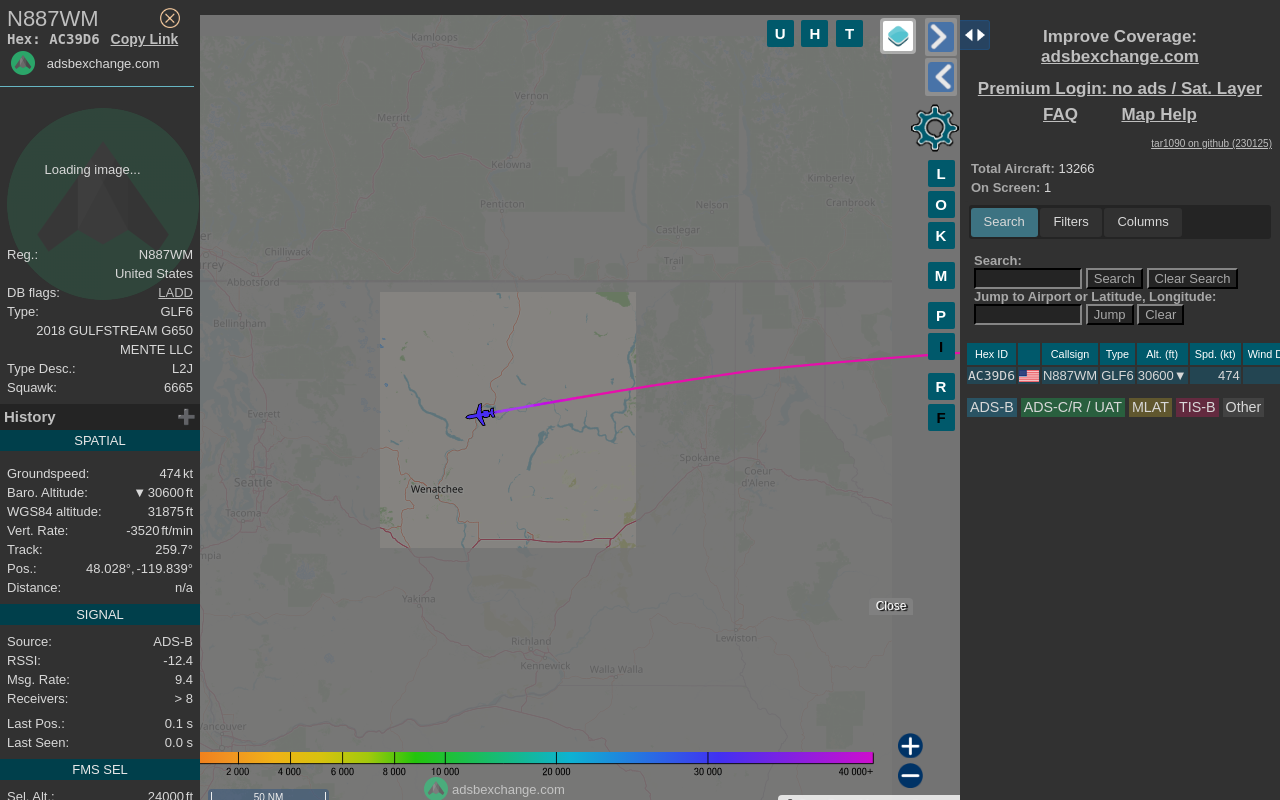 N887WM
Hex: AC39D6 Copy Link
adsbexchange.com
Loading image...
Reg.: N887WM
United States
DB flags: LADD
Type: GLF6
2018 GULFSTREAM G650
MENTE LLC
Type Desc.: L2J
Squawk: 6665
History
SPATIAL
Groundspeed: 474 kt
Baro. Altitude: ▼ 30600 ft
WGS84 altitude: 31875 ft
Vert. Rate: -3520 ft/min
Track: 259.7°
Pos.: 48.028°, -119.839°
Distance: n/a
SIGNAL
Source: ADS-B
RSSI: -12.4
Msg. Rate: 9.4
Receivers: > 8
Last Pos.: 0.1 s
Last Seen: 0.0 s
FMS SEL
Sel. Alt.: 24000 ft
U H T
Kamloops
Vernon
Merritt
Kelowna
Kimberley
Cranbrook
Penticton
Nelson
Castlegar
Chilliwack
Trail
Abbotsford
Bellingham
Everett
Seattle
Tacoma
Wenatchee
Spokane
Coeur
d'Alene
Yakima
Richland
Kennewick
Walla Walla
Lewiston
Vancouver
L
O
K
M
P
I
R
F
Close
2 000 4 000 6 000 8 000 10 000 20 000 30 000 40 000+
adsbexchange.com
50 NM
Improve Coverage:
adsbexchange.com
Premium Login: no ads / Sat. Layer
FAQ Map Help
tar1090 on github (230125)
Total Aircraft: 13266
On Screen: 1
Search Filters Columns
Search:
Search Clear Search
Jump to Airport or Latitude, Longitude:
Jump Clear
Hex ID Callsign Type Alt. (ft) Spd. (kt) Wind D
AC39D6 N887WM GLF6 30600▼ 474
ADS-B ADS-C/R / UAT MLAT TIS-B Other